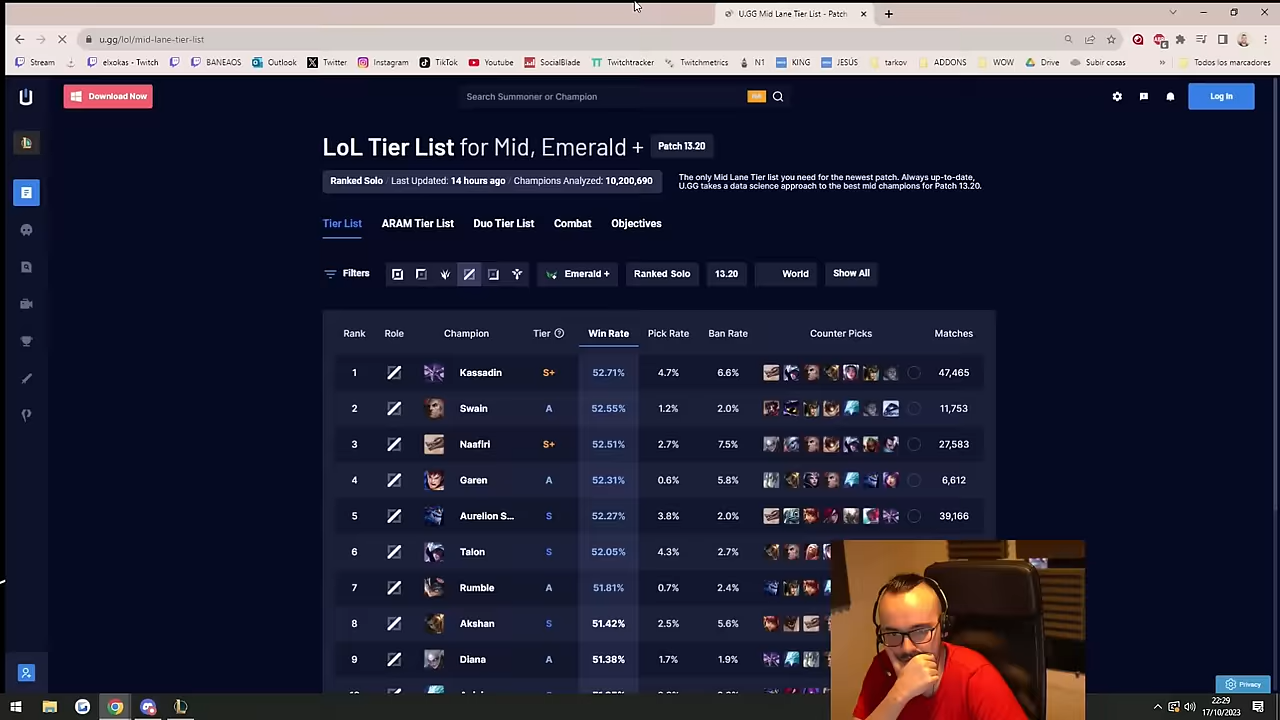 U.GG Mid Lane Tier List - Patch
u.gg/lol/mid-lane-tier-list
Stream
elxokas - Twitch
BANEAOS
Outlook
Twitter
Instagram
TikTok
Youtube
SocialBlade
Twitchtracker
Twitchmetrics
N1
KING
JESÚS
tarkov
ADDONS
WOW
Drive
Subir cosas
»
Todos los marcadores
Download Now
Search Summoner or Champion
Log In
LoL Tier List for Mid, Emerald +
Patch 13.20
Ranked Solo / Last Updated: 14 hours ago / Champions Analyzed: 10,200,690
The only Mid Lane Tier list you need for the newest patch. Always up-to-date,
U.GG takes a data science approach to the best mid champions for Patch 13.20.
Tier List ARAM Tier List Duo Tier List Combat Objectives
Filters Emerald + Ranked Solo 13.20 World Show All
Rank Role Champion Tier Win Rate Pick Rate Ban Rate Counter Picks Matches
1 Kassadin S+ 52.71% 4.7% 6.6% 47,465
2 Swain A 52.55% 1.2% 2.0% 11,753
3 Naafiri S+ 52.51% 2.7% 7.5% 27,583
4 Garen A 52.31% 0.6% 5.8% 6,612
5 Aurelion S... S 52.27% 3.8% 2.0% 39,166
6 Talon S 52.05% 4.3% 2.7%
7 Rumble A 51.81% 0.7% 2.4%
8 Akshan S 51.42% 2.5% 5.6%
9 Diana A 51.38% 1.7% 1.9%
Privacy
22:29
17/10/2023